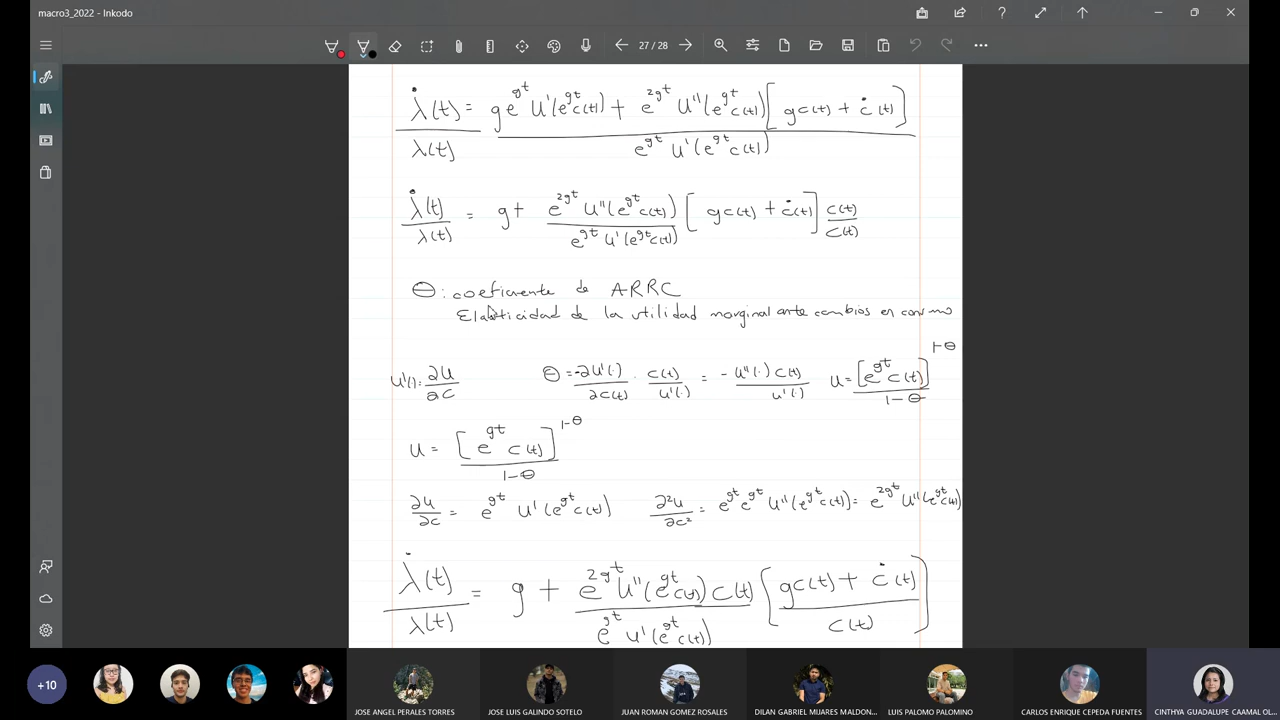 macro3_2022 - Inkodo
27 / 28
λ̇(t) / λ(t) = [g e^{gt} u'(e^{gt} c(t)) + e^{2gt} u''(e^{gt} c(t)) [g c(t) + ċ(t)]] / [e^{gt} u'(e^{gt} c(t))]
λ̇(t) / λ(t) = g + [e^{2gt} u''(e^{gt} c(t))] / [e^{gt} u'(e^{gt} c(t))] [g c(t) + ċ(t)] c(t) / c(t)
θ : coeficiente de ARRC
Elasticidad de la utilidad marginal ante cambios en consumo
u'(·) = ∂u / ∂c   θ = -∂u'(·) / ∂c(t) · c(t) / u'(·) = - u''(·) c(t) / u'(·)   u = [e^{gt} c(t)]^{1-θ} / 1-θ
u = [e^{gt} c(t)]^{1-θ} / 1-θ
∂u / ∂c = e^{gt} u'(e^{gt} c(t))   ∂²u / ∂c² = e^{gt} e^{gt} u''(e^{gt} c(t)) = e^{2gt} u''(e^{gt} c(t))
λ̇(t) / λ(t) = g + [e^{2gt} u''(e^{gt} c(t)) c(t)] / [e^{gt} u'(e^{gt} c(t))] [(g c(t) + ċ(t)) / c(t)]
+10
JOSE ANGEL PERALES TORRES
JOSE LUIS GALINDO SOTELO
JUAN ROMAN GOMEZ ROSALES
DILAN GABRIEL MIJARES MALDON...
LUIS PALOMO PALOMINO
CARLOS ENRIQUE CEPEDA FUENTES
CINTHYA GUADALUPE CAAMAL OL...